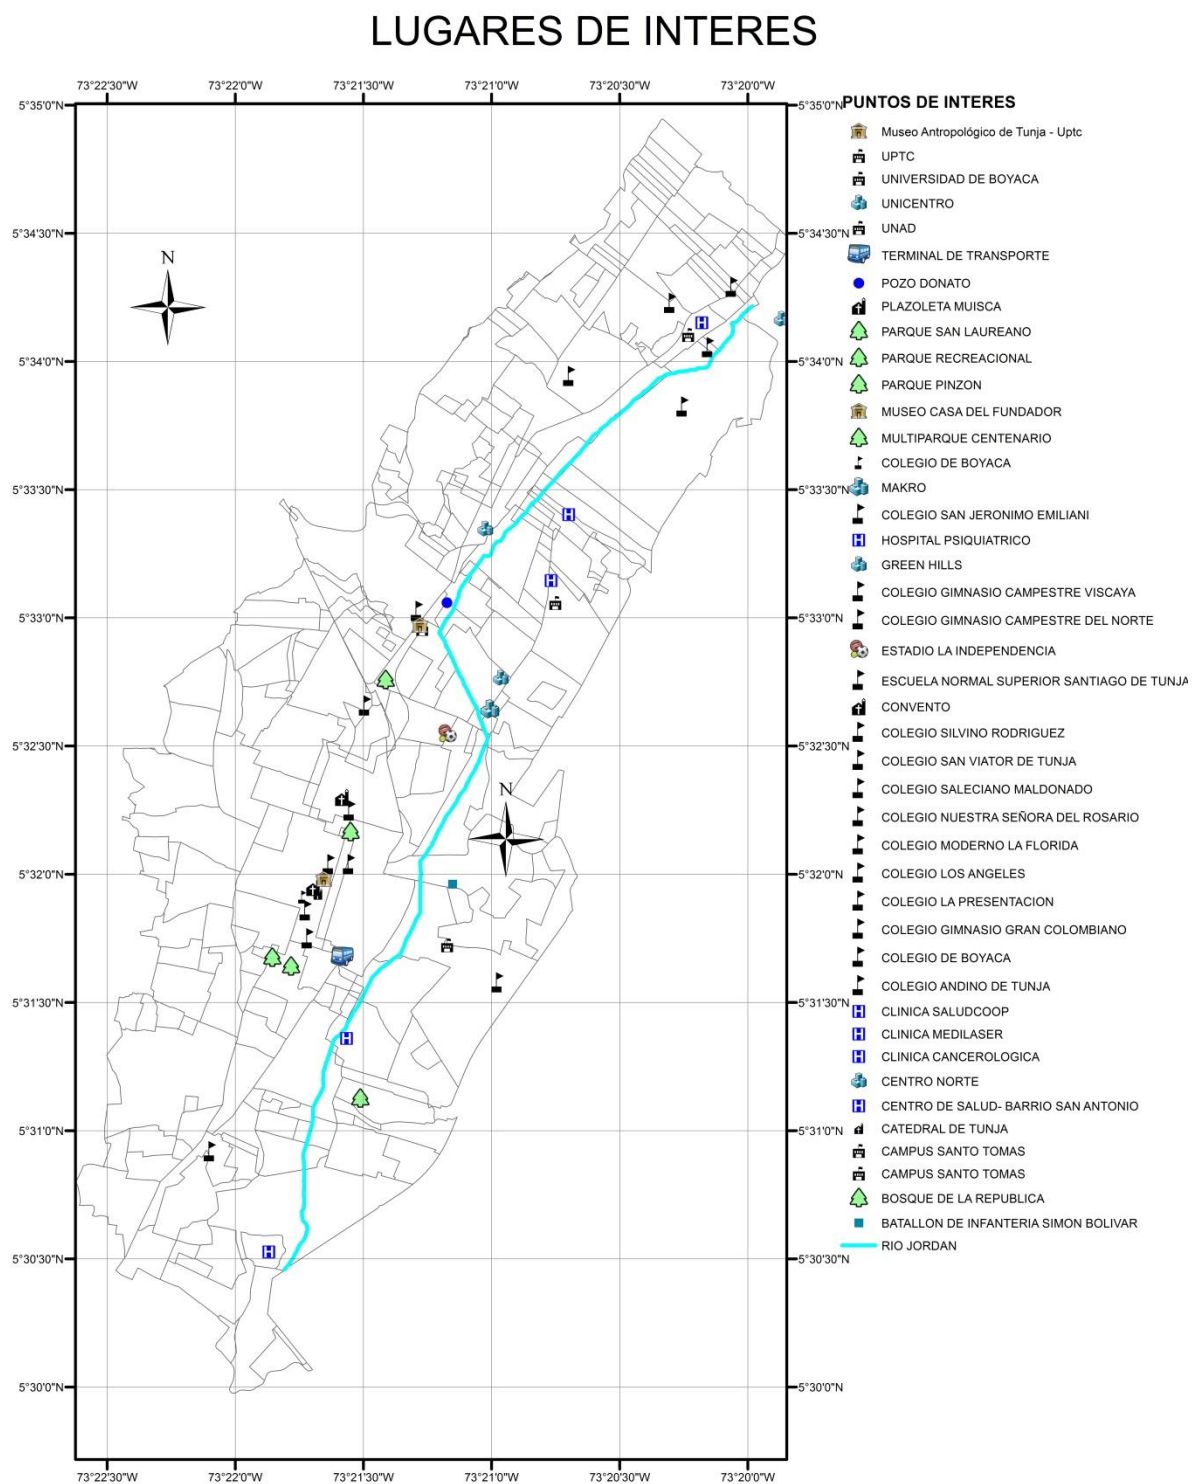 LUGARES DE INTERES
73°22'30"W 73°22'0"W 73°21'30"W 73°21'0"W 73°20'30"W 73°20'0"W
5°35'0"N 5°35'0"N
5°34'30"N 5°34'30"N
5°34'0"N 5°34'0"N
5°33'30"N 5°33'30"N
5°33'0"N 5°33'0"N
5°32'30"N 5°32'30"N
5°32'0"N 5°32'0"N
5°31'30"N 5°31'30"N
5°31'0"N 5°31'0"N
5°30'30"N 5°30'30"N
5°30'0"N 5°30'0"N
N
N
73°22'30"W 73°22'0"W 73°21'30"W 73°21'0"W 73°20'30"W 73°20'0"W
PUNTOS DE INTERES
Museo Antropológico de Tunja - Uptc
UPTC
UNIVERSIDAD DE BOYACA
UNICENTRO
UNAD
TERMINAL DE TRANSPORTE
POZO DONATO
PLAZOLETA MUISCA
PARQUE SAN LAUREANO
PARQUE RECREACIONAL
PARQUE PINZON
MUSEO CASA DEL FUNDADOR
MULTIPARQUE CENTENARIO
COLEGIO DE BOYACA
MAKRO
COLEGIO SAN JERONIMO EMILIANI
HOSPITAL PSIQUIATRICO
GREEN HILLS
COLEGIO GIMNASIO CAMPESTRE VISCAYA
COLEGIO GIMNASIO CAMPESTRE DEL NORTE
ESTADIO LA INDEPENDENCIA
ESCUELA NORMAL SUPERIOR SANTIAGO DE TUNJA
CONVENTO
COLEGIO SILVINO RODRIGUEZ
COLEGIO SAN VIATOR DE TUNJA
COLEGIO SALECIANO MALDONADO
COLEGIO NUESTRA SEÑORA DEL ROSARIO
COLEGIO MODERNO LA FLORIDA
COLEGIO LOS ANGELES
COLEGIO LA PRESENTACION
COLEGIO GIMNASIO GRAN COLOMBIANO
COLEGIO DE BOYACA
COLEGIO ANDINO DE TUNJA
CLINICA SALUDCOOP
CLINICA MEDILASER
CLINICA CANCEROLOGICA
CENTRO NORTE
CENTRO DE SALUD- BARRIO SAN ANTONIO
CATEDRAL DE TUNJA
CAMPUS SANTO TOMAS
CAMPUS SANTO TOMAS
BOSQUE DE LA REPUBLICA
BATALLON DE INFANTERIA SIMON BOLIVAR
RIO JORDAN